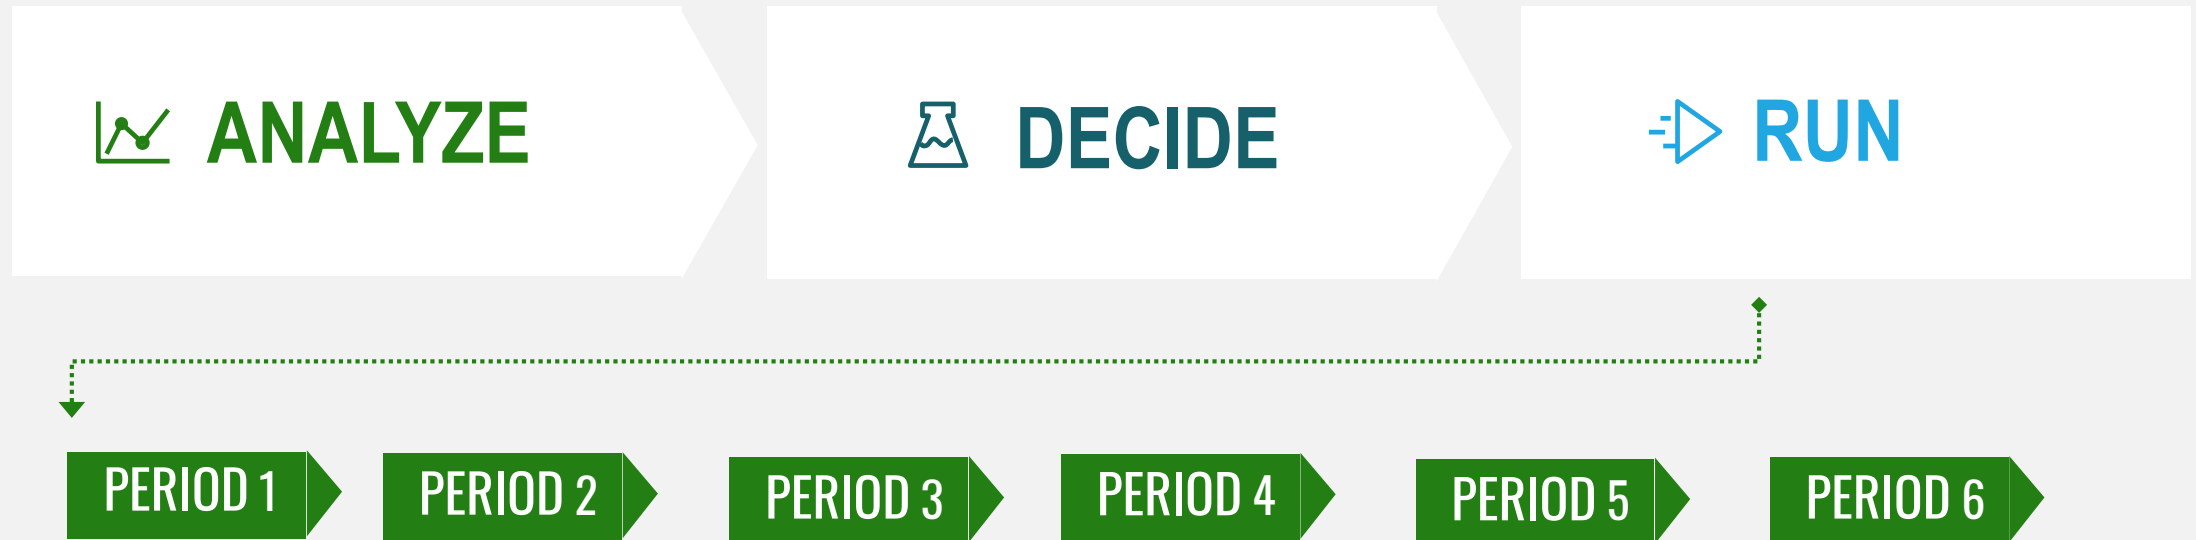 ANALYZE
DECIDE
RUN
PERIOD 1
PERIOD 2
PERIOD 3
PERIOD 4
PERIOD 5
PERIOD 6